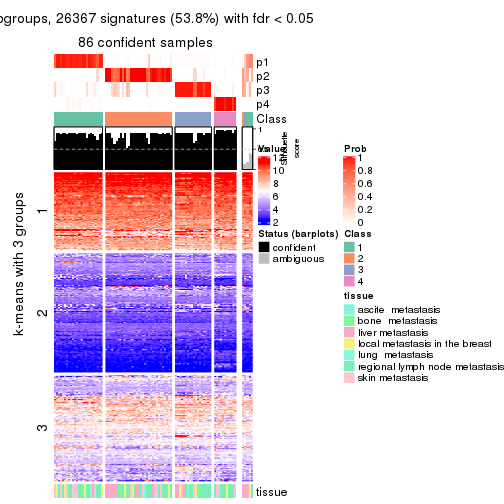 ogroups, 26367 signatures (53.8%) with fdr < 0.05
86 confident samples
p1
p2
p3
p4
Class
1
Silhouette
score
Value
12
10
8
6
4
2
Prob
1
0.8
0.6
0.4
0.2
0
Status (barplots)
confident
ambiguous
Class
1
2
3
4
tissue
ascite metastasis
bone metastasis
liver metastasis
local metastasis in the breast
lung metastasis
regional lymph node metastasis
skin metastasis
k-means with 3 groups
1
2
3
tissue